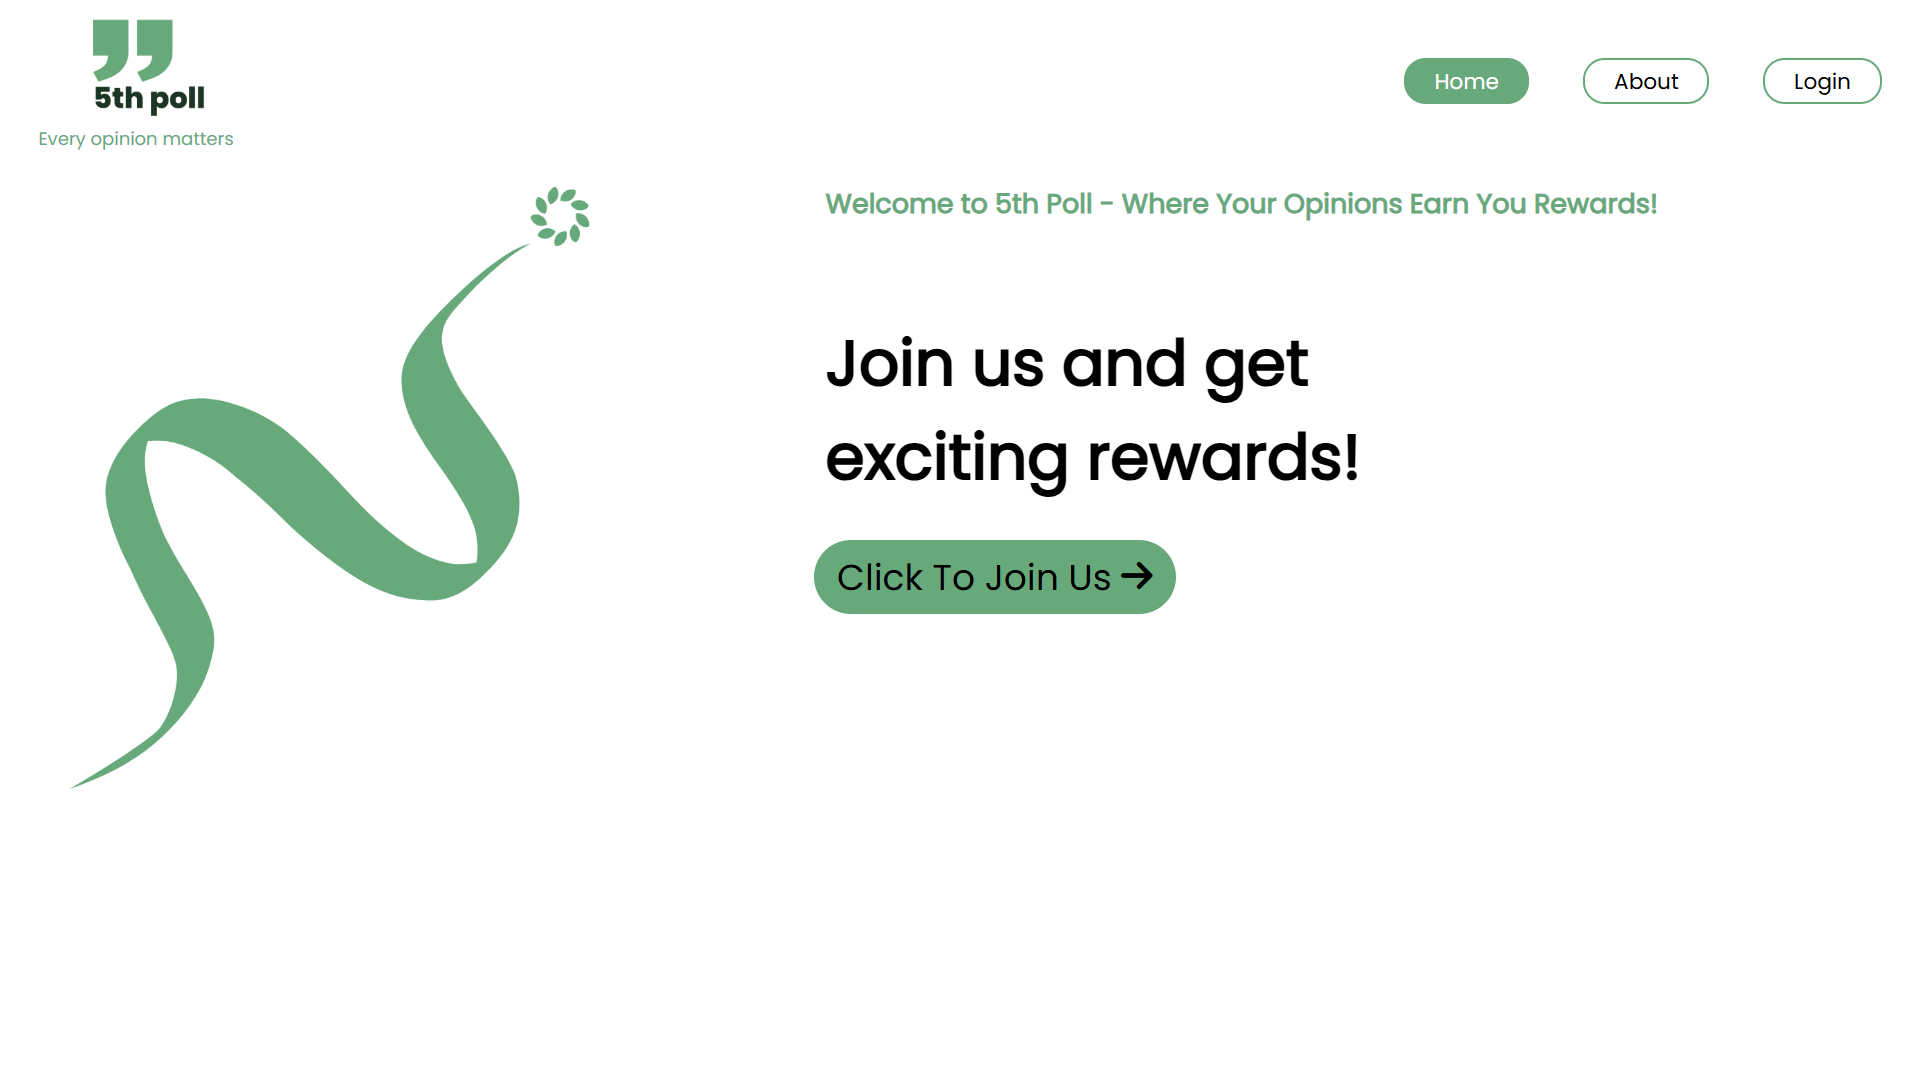 5th poll
Every opinion matters
Home
About
Login
Welcome to 5th Poll - Where Your Opinions Earn You Rewards!
Join us and get
exciting rewards!
Click To Join Us